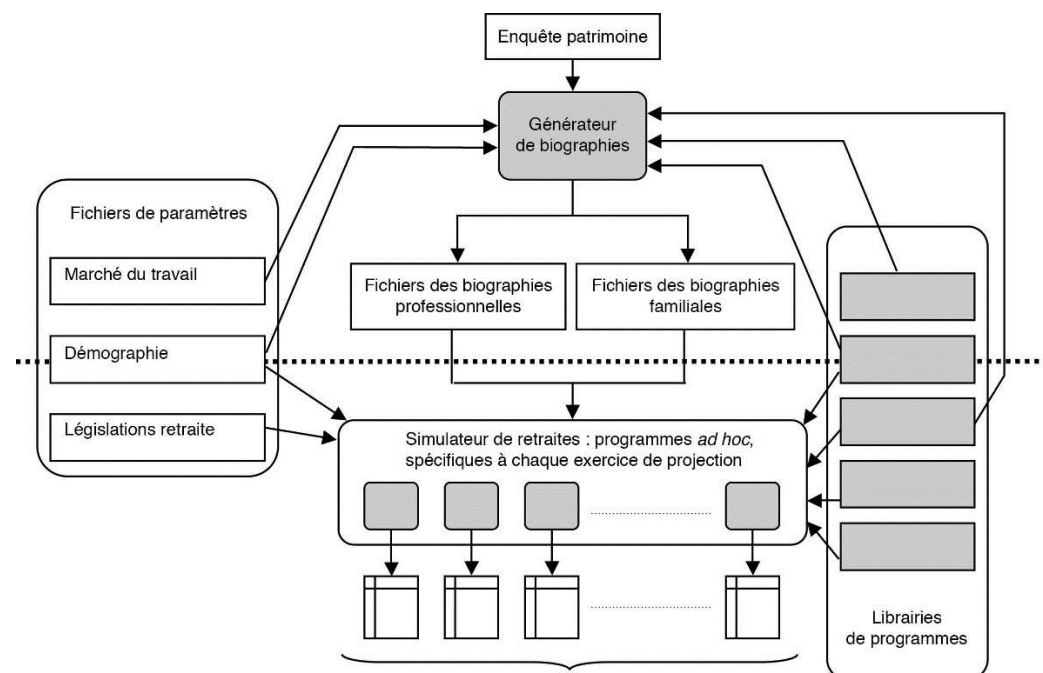 Enquête patrimoine
Générateur
de biographies
Fichiers de paramètres
Marché du travail
Démographie
Législations retraite
Fichiers des biographies
professionnelles
Fichiers des biographies
familiales
Simulateur de retraites : programmes ad hoc,
spécifiques à chaque exercice de projection
Librairies
de programmes